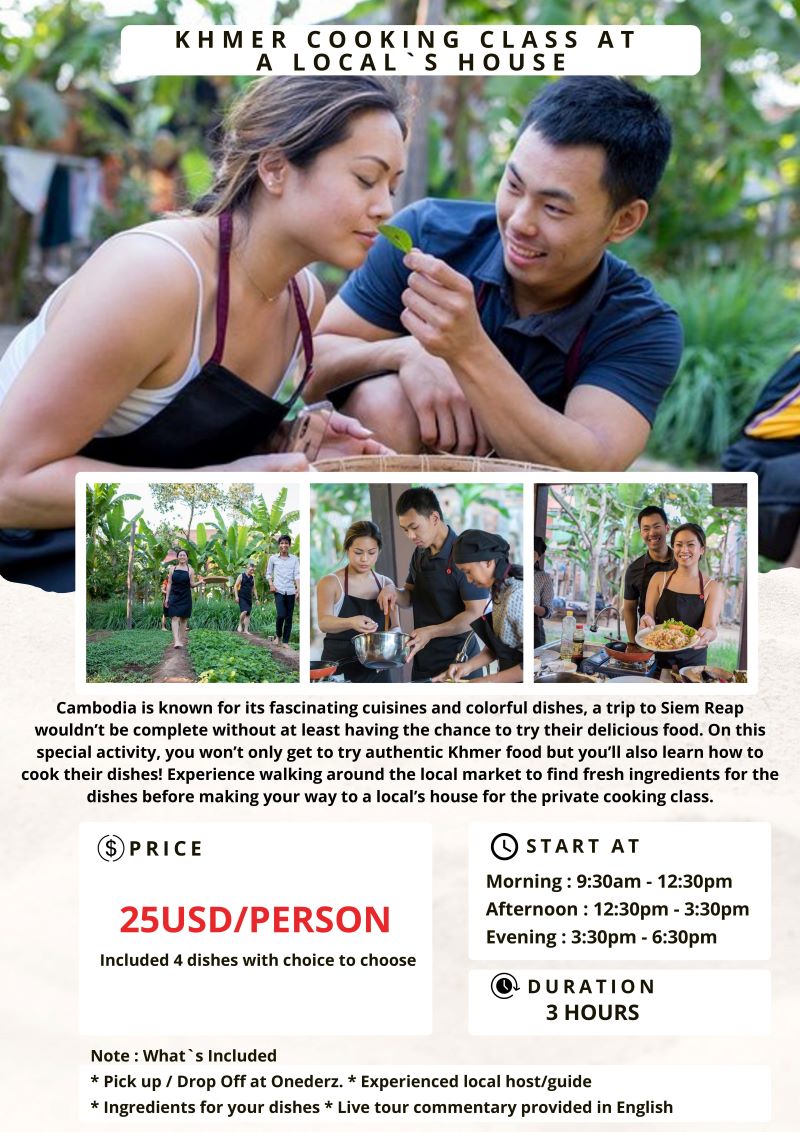 KHMER COOKING CLASS AT
A LOCAL`S HOUSE
Cambodia is known for its fascinating cuisines and colorful dishes, a trip to Siem Reap
wouldn’t be complete without at least having the chance to try their delicious food. On this
special activity, you won’t only get to try authentic Khmer food but you’ll also learn how to
cook their dishes! Experience walking around the local market to find fresh ingredients for the
dishes before making your way to a local’s house for the private cooking class.
PRICE
25USD/PERSON
Included 4 dishes with choice to choose
START AT
Morning : 9:30am - 12:30pm
Afternoon : 12:30pm - 3:30pm
Evening : 3:30pm - 6:30pm
DURATION
3 HOURS
Note : What`s Included
* Pick up / Drop Off at Onederz. * Experienced local host/guide
* Ingredients for your dishes * Live tour commentary provided in English